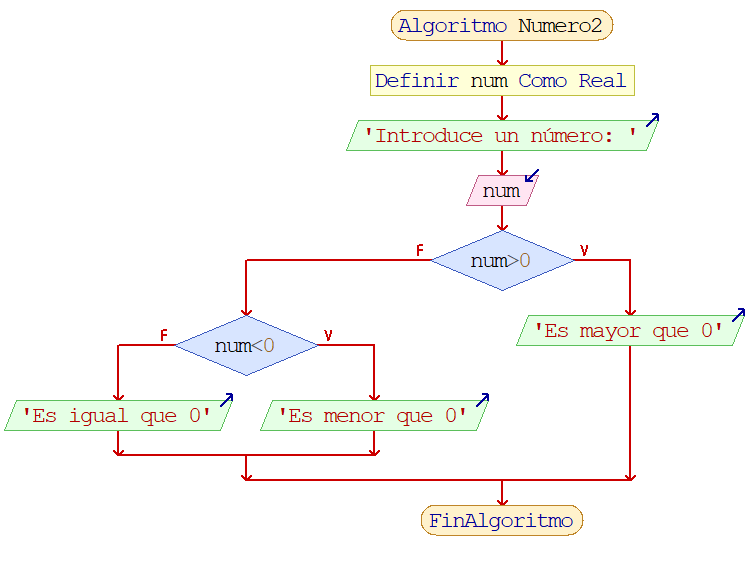 Algoritmo Numero2
Definir num Como Real
'Introduce un número: '
num
num>0
F
V
num<0
F
V
'Es mayor que 0'
'Es igual que 0'
'Es menor que 0'
FinAlgoritmo